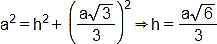 a² = h² + (a√3/3)² ⇒ h = a√6/3